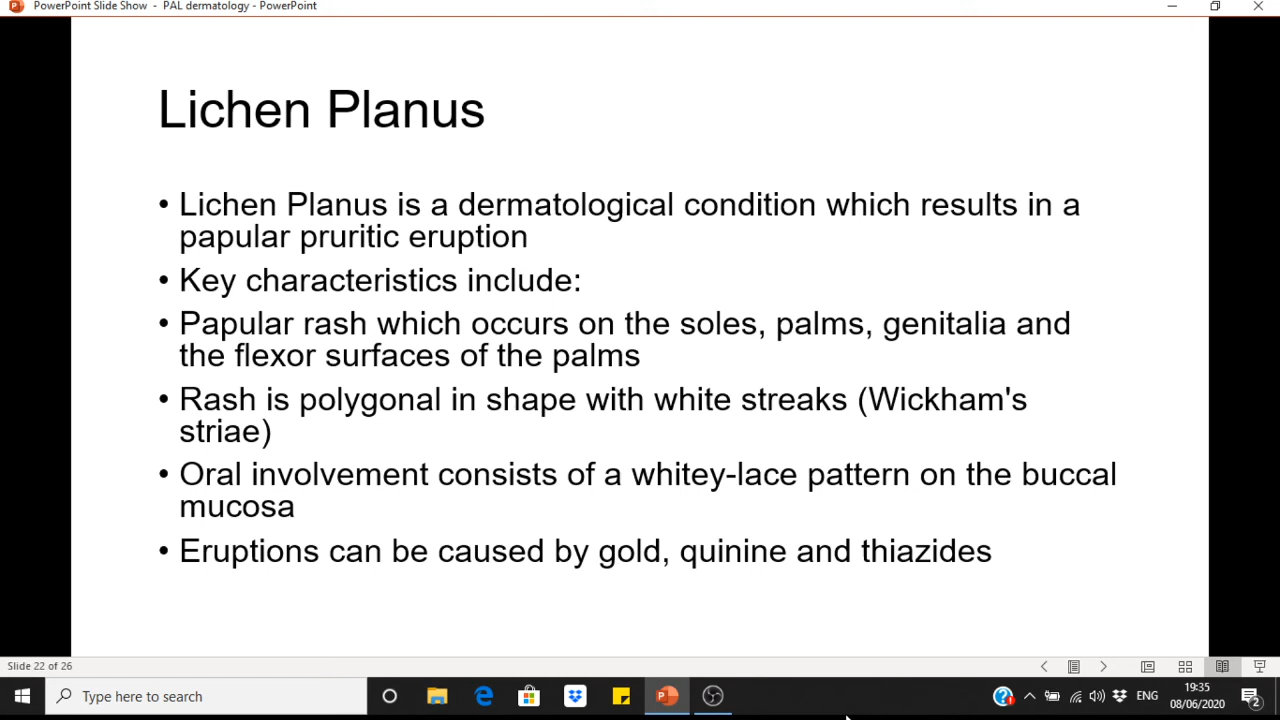 PowerPoint Slide Show - PAL dermatology - PowerPoint
Lichen Planus
• Lichen Planus is a dermatological condition which results in a
papular pruritic eruption
• Key characteristics include:
• Papular rash which occurs on the soles, palms, genitalia and
the flexor surfaces of the palms
• Rash is polygonal in shape with white streaks (Wickham's
striae)
• Oral involvement consists of a whitey-lace pattern on the buccal
mucosa
• Eruptions can be caused by gold, quinine and thiazides
Slide 22 of 26
Type here to search
ENG
19:35
08/06/2020
2